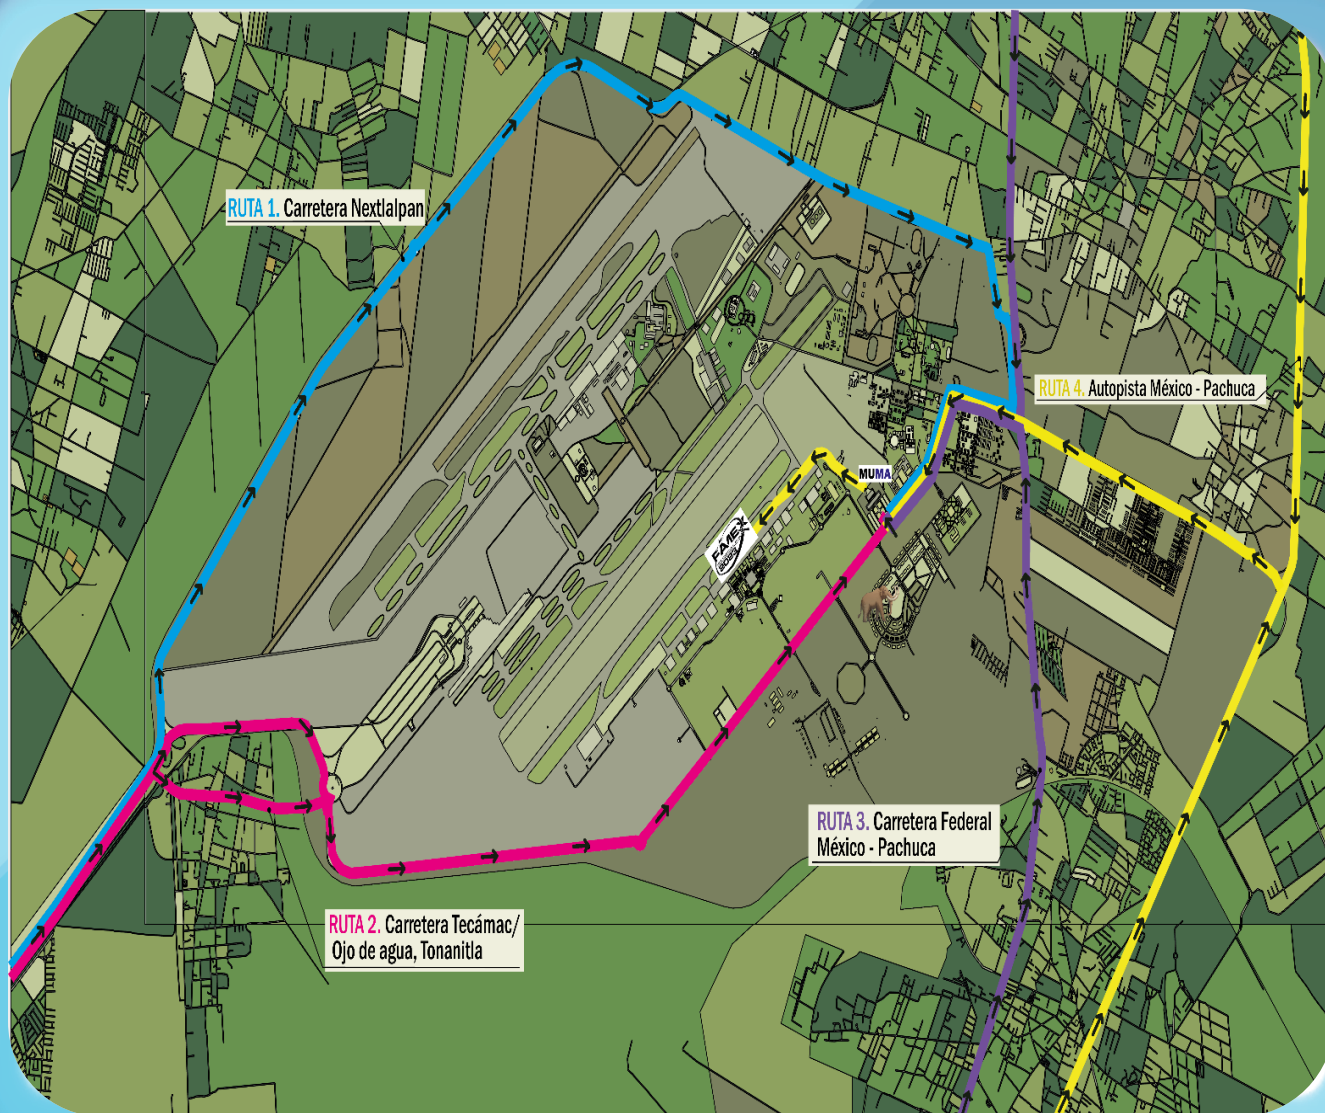 RUTA 1. Carretera Nextlalpan
RUTA 4. Autopista México - Pachuca
MUMA
FAMEX
RUTA 3. Carretera Federal
México - Pachuca
RUTA 2. Carretera Tecámac/
Ojo de agua, Tonanitla